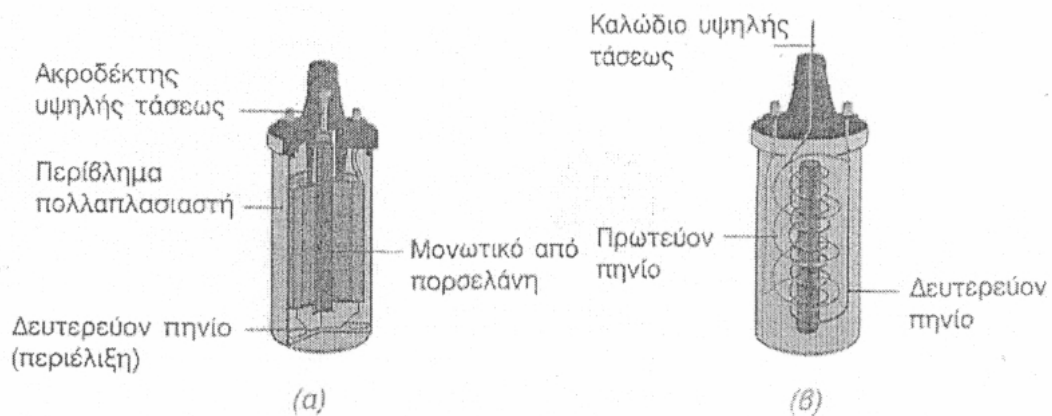 Ακροδέκτης
υψηλής τάσεως
Περίβλημα
πολλαπλασιαστή
Μονωτικό από
πορσελάνη
Δευτερεύον πηνίο
(περιέλιξη)
(α)
Καλώδιο υψηλής
τάσεως
Πρωτεύον
πηνίο
Δευτερεύον
πηνίο
(β)